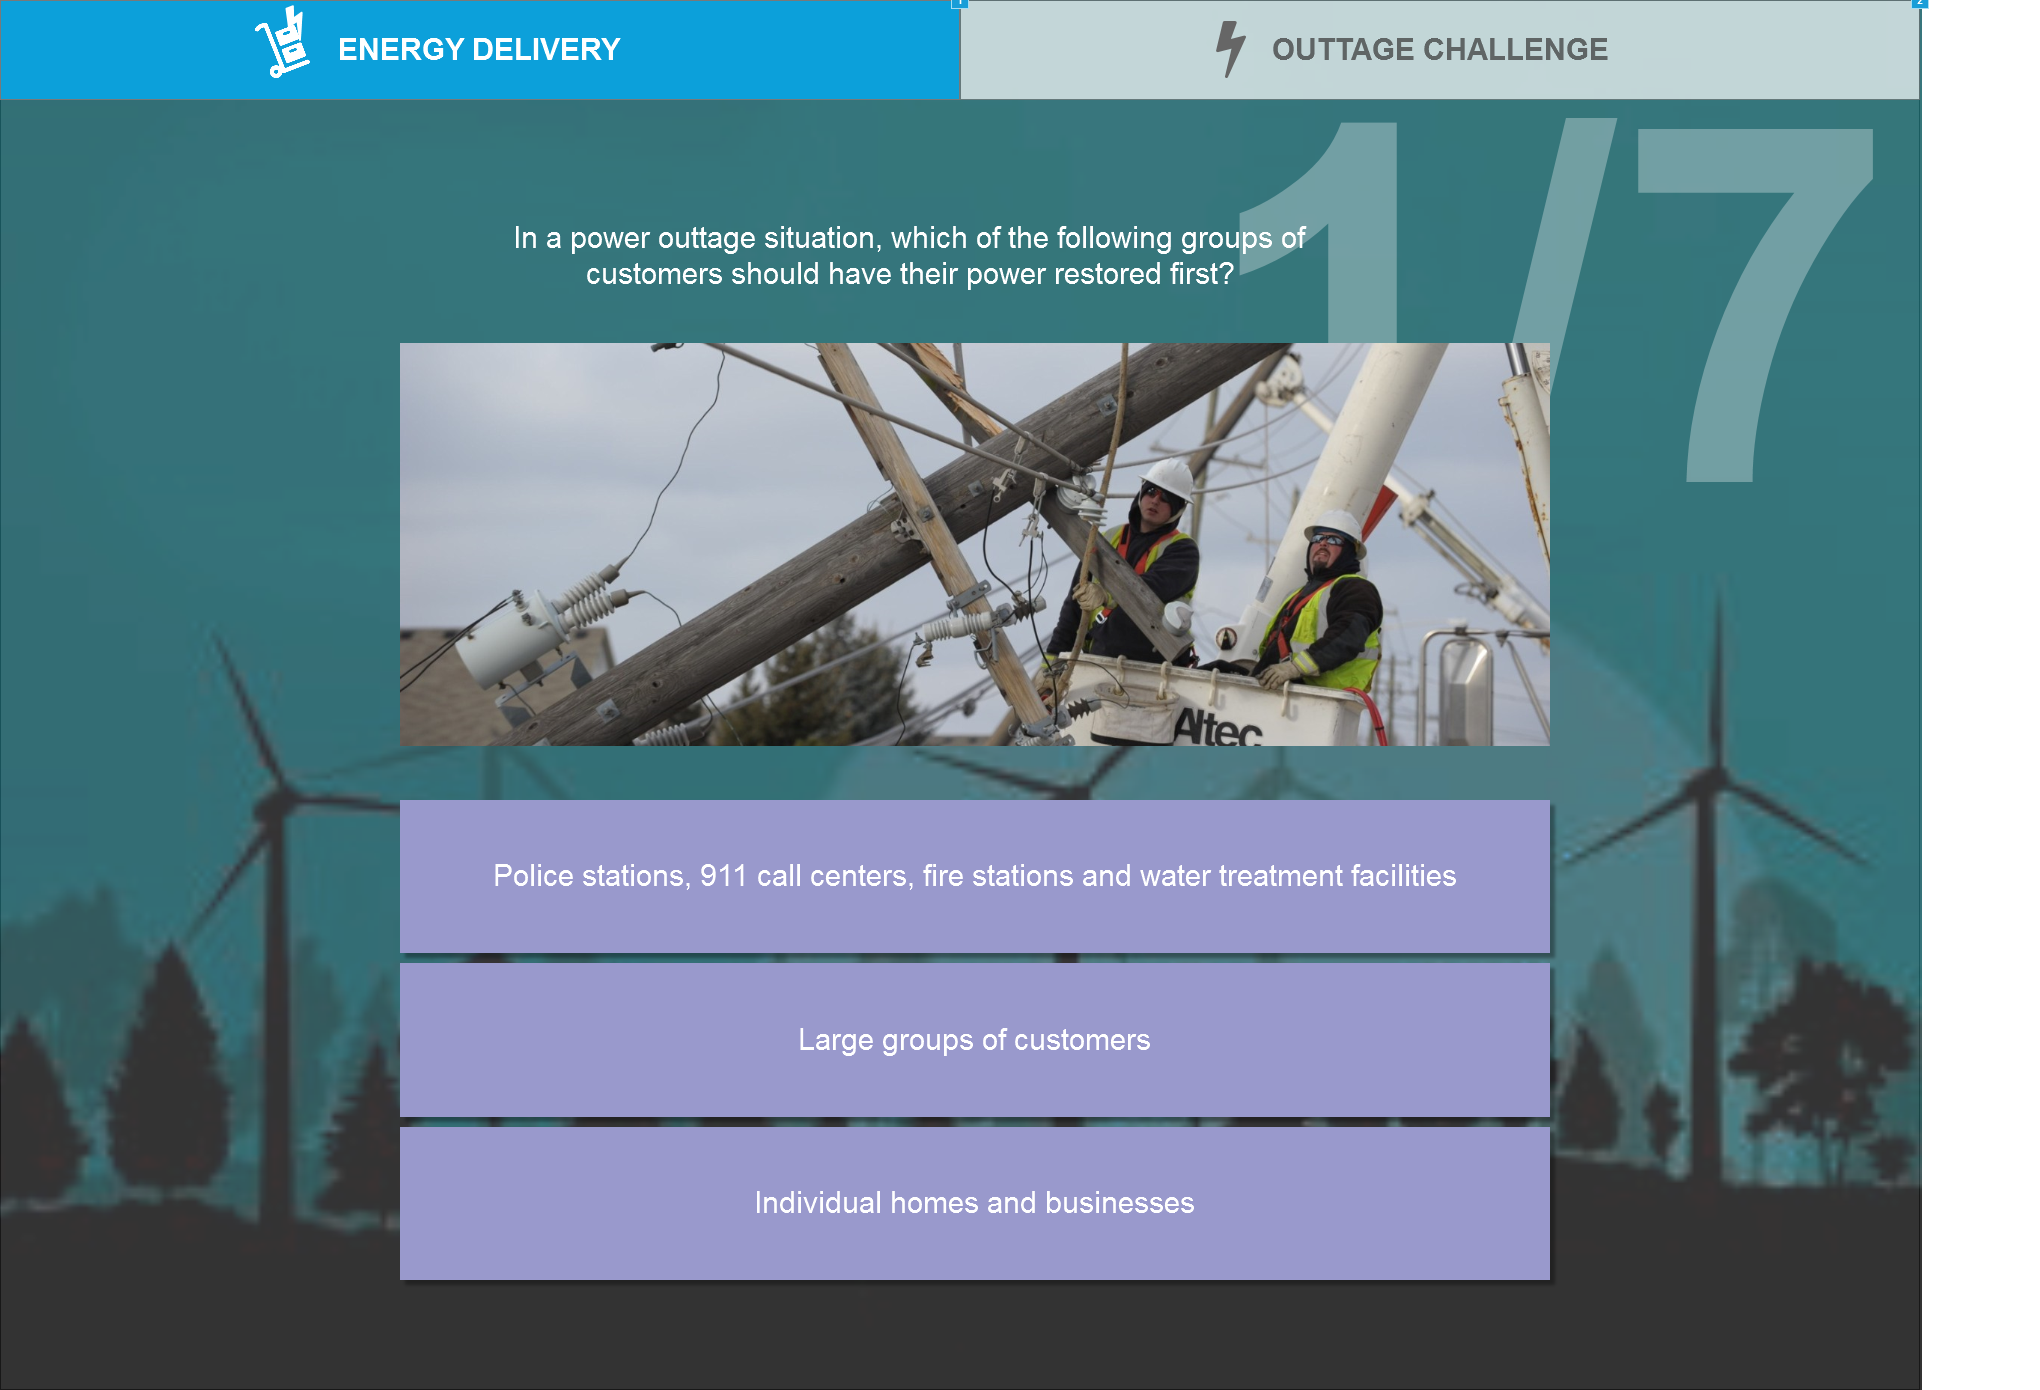 ENERGY DELIVERY
OUTTAGE CHALLENGE
1/7
In a power outtage situation, which of the following groups of
customers should have their power restored first?
Altec
Police stations, 911 call centers, fire stations and water treatment facilities
Large groups of customers
Individual homes and businesses